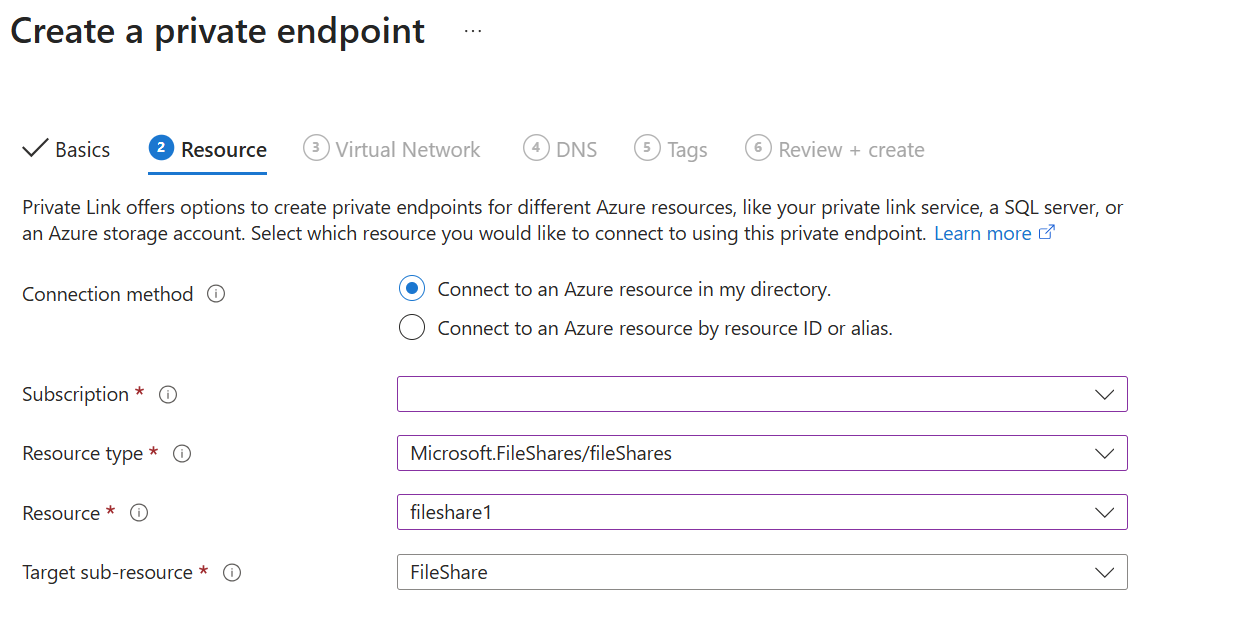 Create a private endpoint ...
Basics 2 Resource 3 Virtual Network 4 DNS 5 Tags 6 Review + create
Private Link offers options to create private endpoints for different Azure resources, like your private link service, a SQL server, or
an Azure storage account. Select which resource you would like to connect to using this private endpoint. Learn more
Connection method
Connect to an Azure resource in my directory.
Connect to an Azure resource by resource ID or alias.
Subscription *
Resource type * Microsoft.FileShares/fileShares
Resource * fileshare1
Target sub-resource * FileShare